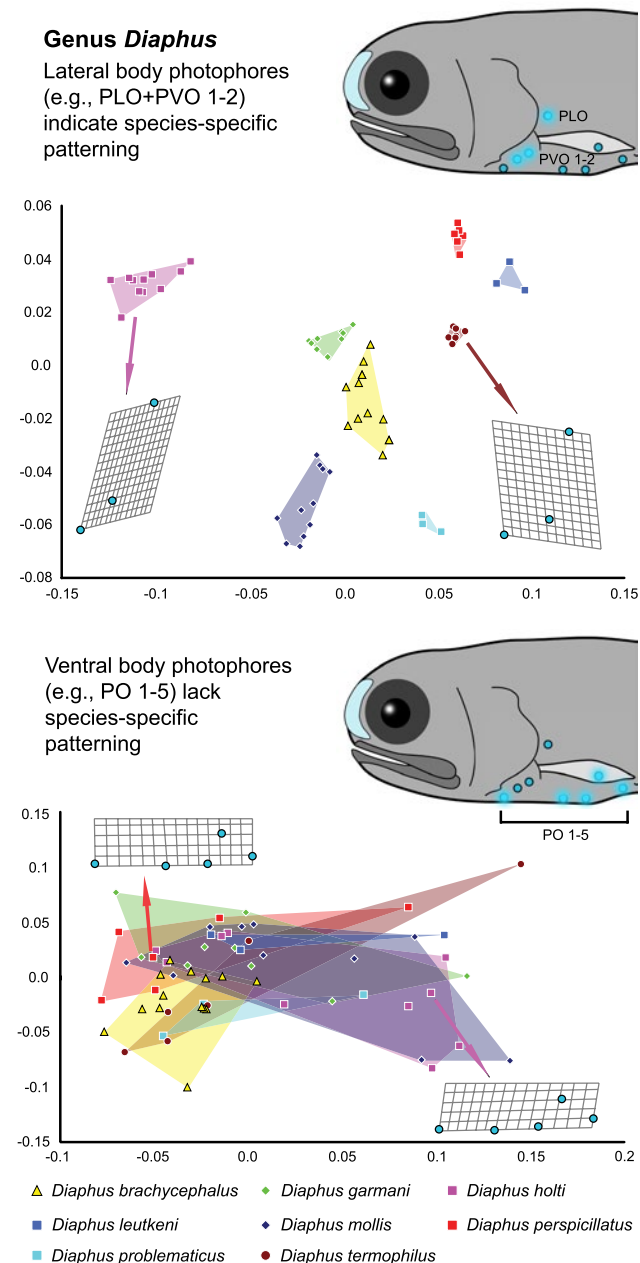 Genus Diaphus
Lateral body photophores
(e.g., PLO+PVO 1-2)
indicate species-specific
patterning
PLO
PVO 1-2
0.06
0.04
0.02
0.0
-0.02
-0.04
-0.06
-0.08
-0.15
-0.1
-0.05
0.0
0.05
0.1
0.15
Ventral body photophores
(e.g., PO 1-5) lack
species-specific
patterning
PO 1-5
0.15
0.1
0.05
0.0
-0.05
-0.1
-0.15
-0.1
-0.05
0.0
0.05
0.1
0.15
0.2
Diaphus brachycephalus
Diaphus garmani
Diaphus holti
Diaphus leutkeni
Diaphus mollis
Diaphus perspicillatus
Diaphus problematicus
Diaphus termophilus